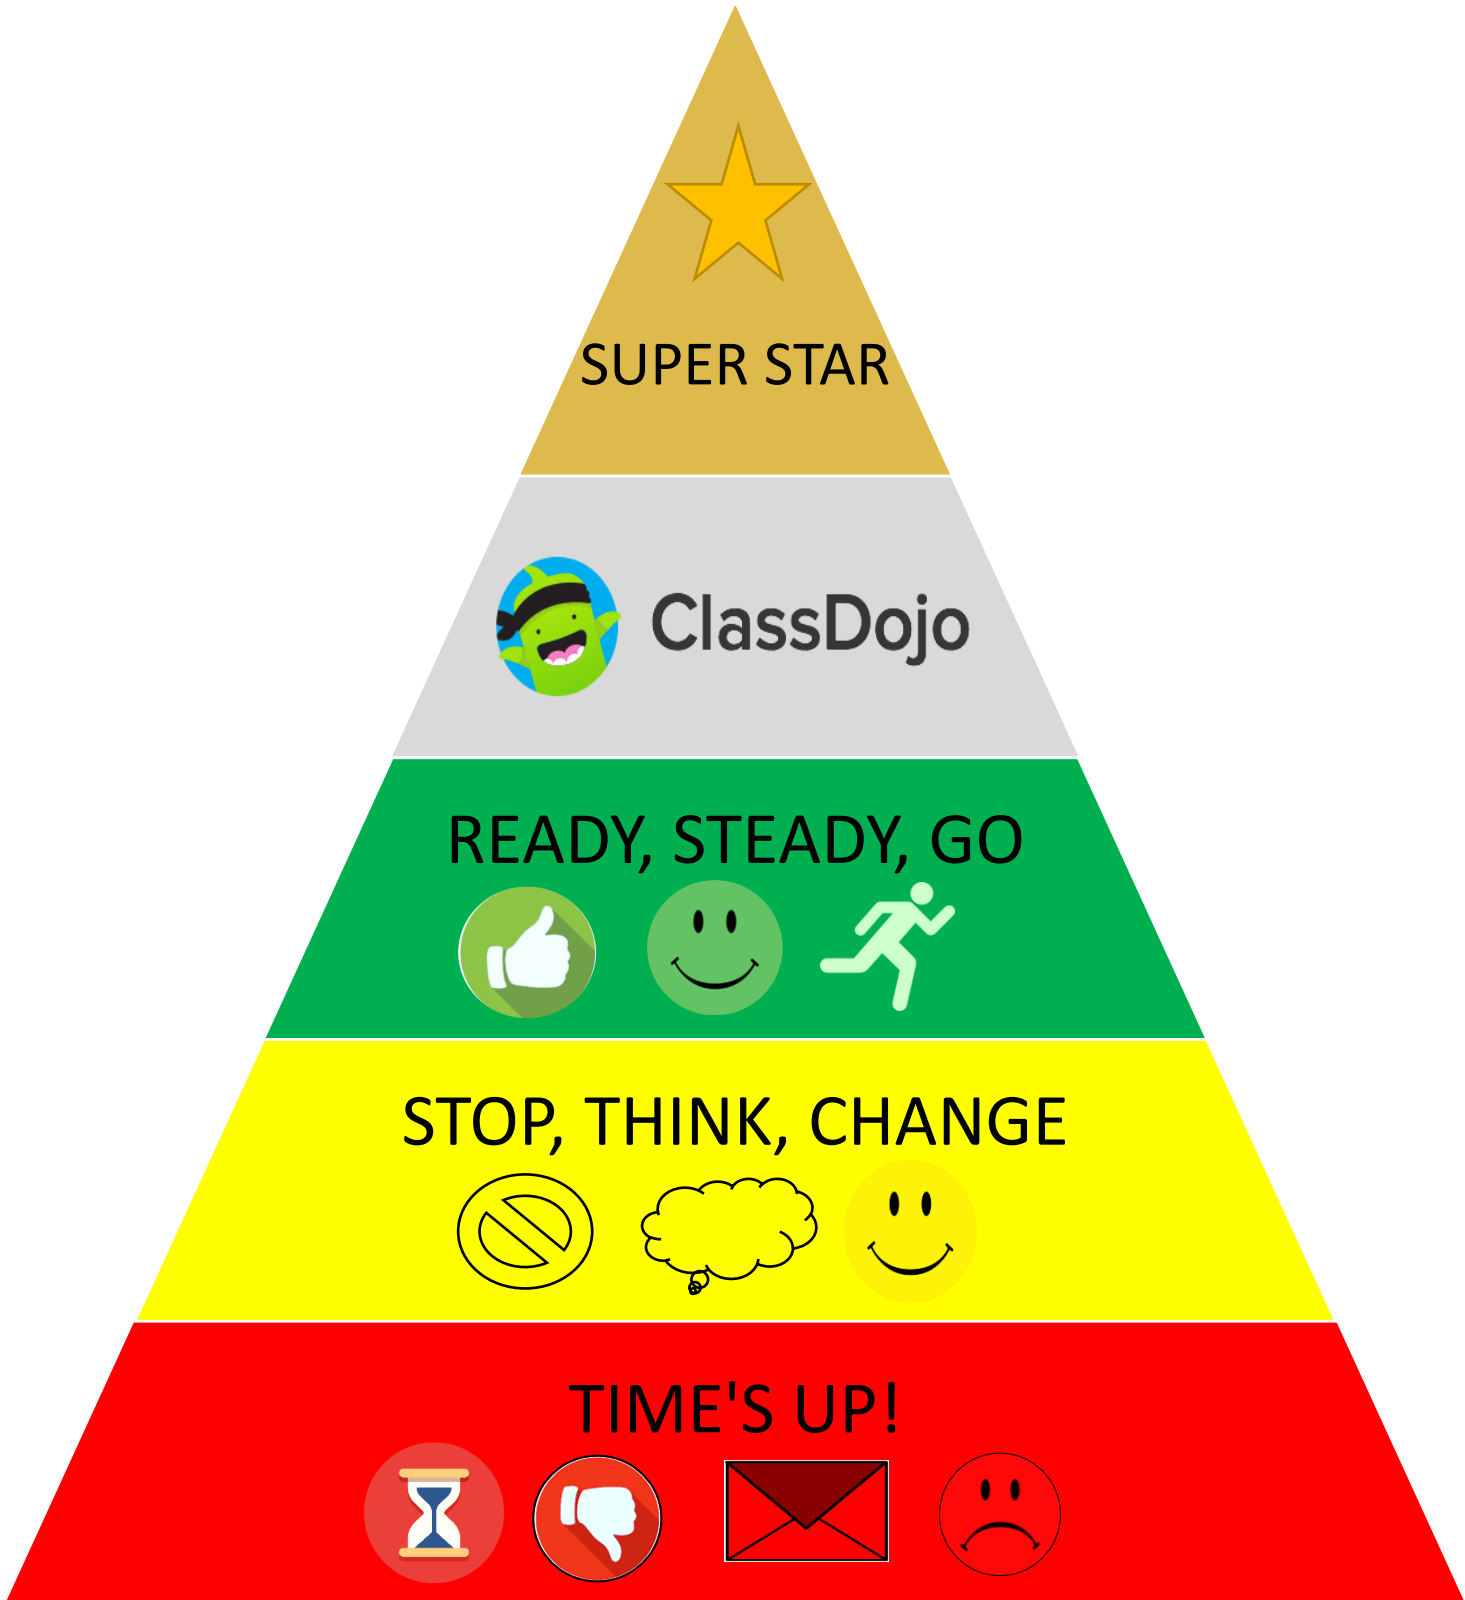 SUPER STAR
ClassDojo
READY, STEADY, GO
STOP, THINK, CHANGE
TIME'S UP!